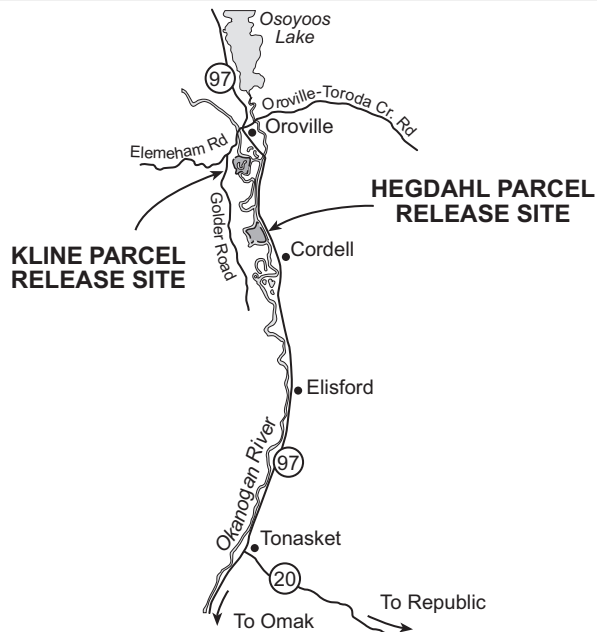 Osoyoos
Lake
97
Oroville-Toroda Cr. Rd
Oroville
Elemeham Rd
HEGDAHL PARCEL
RELEASE SITE
Golder Road
KLINE PARCEL
RELEASE SITE
Cordell
Elisford
Okanogan River
97
Tonasket
20
To Republic
To Omak